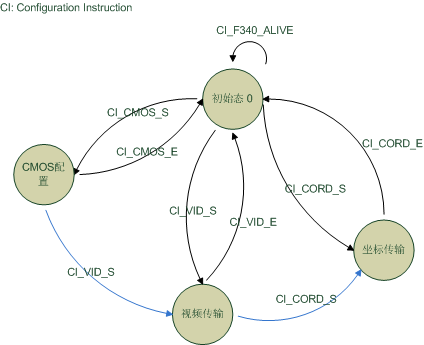 CI: Configuration Instruction
CI_F340_ALIVE
初始态 0
CI_CMOS_S
CI_CMOS_E
CI_CORD_E
CMOS配
置
CI_CORD_S
CI_VID_S
CI_VID_E
坐标传输
CI_VID_S
CI_CORD_S
视频传输